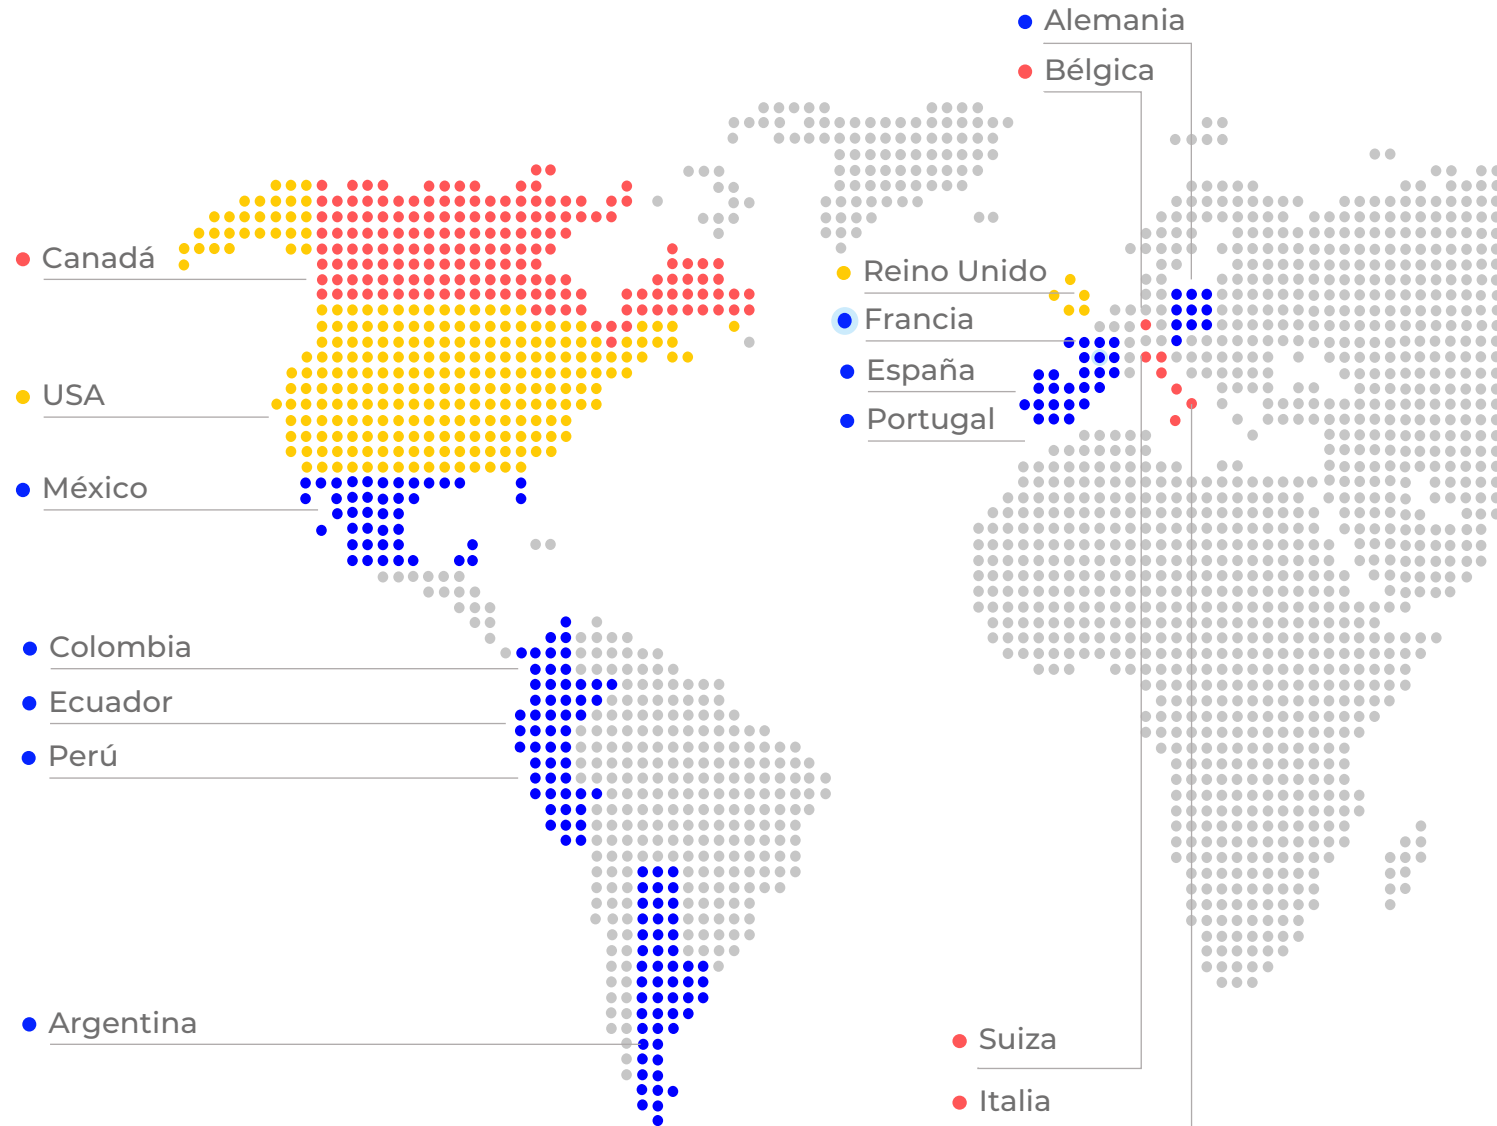 Alemania
Bélgica
Canadá
Reino Unido
Francia
España
USA
Portugal
México
Colombia
Ecuador
Perú
Argentina
Suiza
Italia